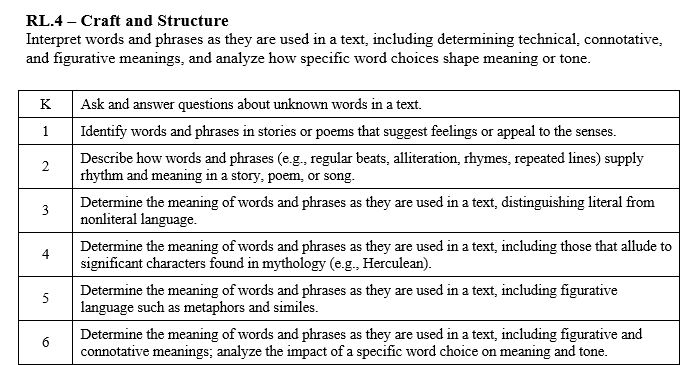 RL.4 – Craft and Structure
Interpret words and phrases as they are used in a text, including determining technical, connotative,
and figurative meanings, and analyze how specific word choices shape meaning or tone.
K Ask and answer questions about unknown words in a text.
1 Identify words and phrases in stories or poems that suggest feelings or appeal to the senses.
2 Describe how words and phrases (e.g., regular beats, alliteration, rhymes, repeated lines) supply
rhythm and meaning in a story, poem, or song.
3 Determine the meaning of words and phrases as they are used in a text, distinguishing literal from
nonliteral language.
4 Determine the meaning of words and phrases as they are used in a text, including those that allude to
significant characters found in mythology (e.g., Herculean).
5 Determine the meaning of words and phrases as they are used in a text, including figurative
language such as metaphors and similes.
6 Determine the meaning of words and phrases as they are used in a text, including figurative and
connotative meanings; analyze the impact of a specific word choice on meaning and tone.